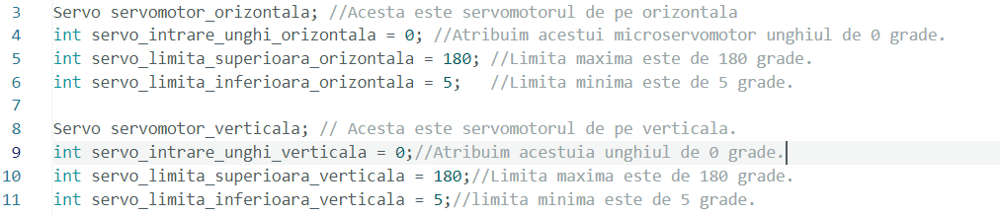 3 Servo servomotor_orizontala; //Acesta este servomotorul de pe orizontala
4 int servo_intrare_unghi_orizontala = 0; //Atribuim acestui microservomotor unghiul de 0 grade.
5 int servo_limita_superioara_orizontala = 180; //Limita maxima este de 180 grade.
6 int servo_limita_inferioara_orizontala = 5;   //Limita minima este de 5 grade.
7
8 Servo servomotor_verticala; // Acesta este servomotorul de pe verticala.
9 int servo_intrare_unghi_verticala = 0;//Atribuim acestuia unghiul de 0 grade.
10 int servo_limita_superioara_verticala = 180;//Limita maxima este de 180 grade.
11 int servo_limita_inferioara_verticala = 5;//limita minima este de 5 grade.